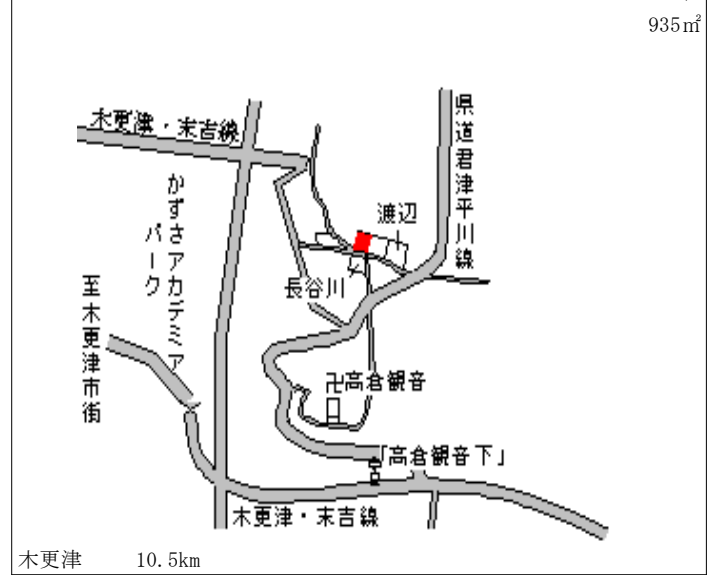 935㎡
木更津・末吉線
県道君津平川線
かずさアカデミア
パーク
渡辺
長谷川
至木更津市街
卍高倉観音
「高倉観音下」
木更津・末吉線
木更津 10.5km